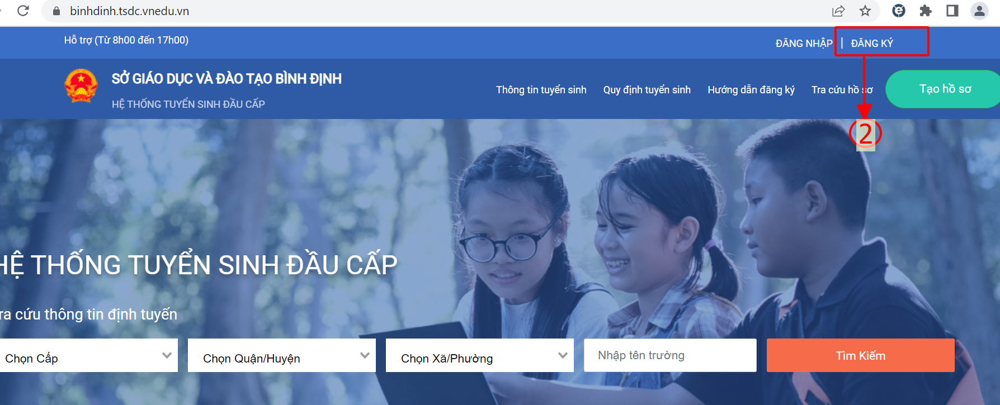 binhdinh.tsdc.vnedu.vn
Hỗ trợ (Từ 8h00 đến 17h00)
ĐĂNG NHẬP | ĐĂNG KÝ
SỞ GIÁO DỤC VÀ ĐÀO TẠO BÌNH ĐỊNH
HỆ THỐNG TUYỂN SINH ĐẦU CẤP
Thông tin tuyển sinh Quy định tuyển sinh Hướng dẫn đăng ký Tra cứu hồ sơ Tạo hồ sơ
2
HỆ THỐNG TUYỂN SINH ĐẦU CẤP
ra cứu thông tin định tuyến
Chọn Cấp Chọn Quận/Huyện Chọn Xã/Phường Nhập tên trường Tìm Kiếm